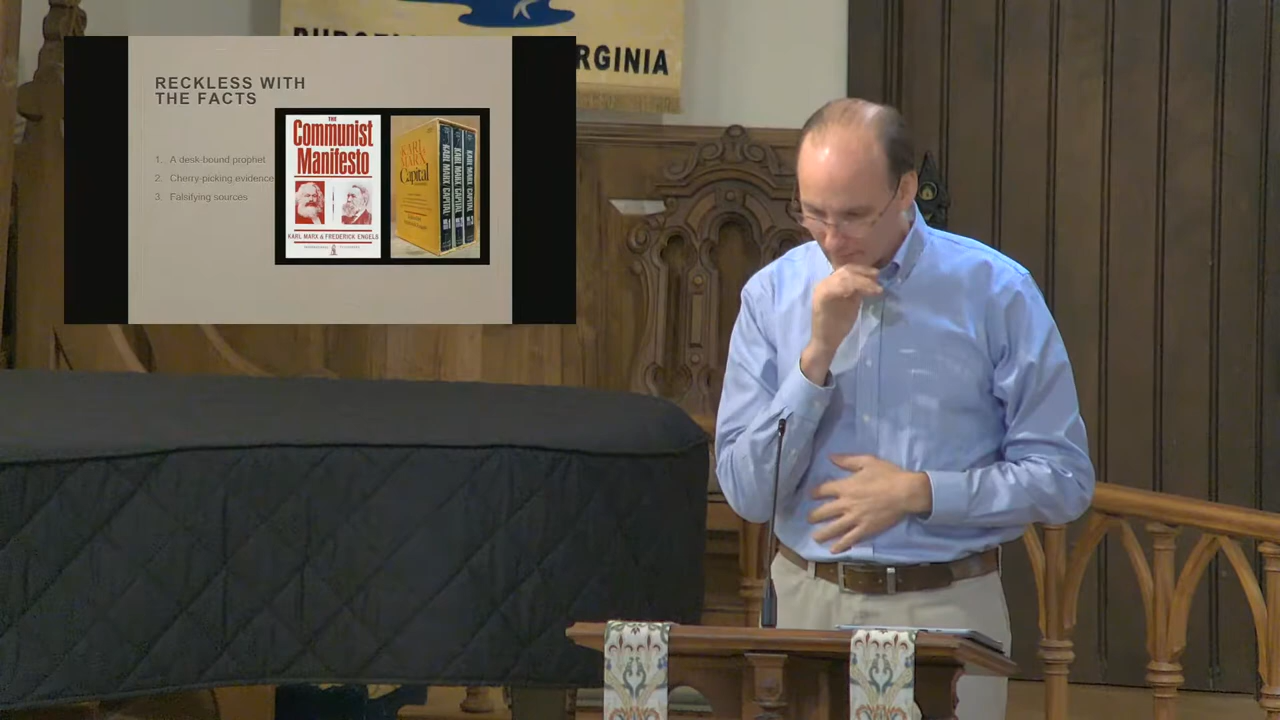 RGINIA
RECKLESS WITH
THE FACTS
1. A desk-bound prophet
2. Cherry-picking evidence
3. Falsifying sources
THE
Communist
Manifesto
KARL MARX & FREDERICK ENGELS
KARL
MARX
Capital
KARL MARX CAPITAL
KARL MARX CAPITAL
KARL MARX CAPITAL